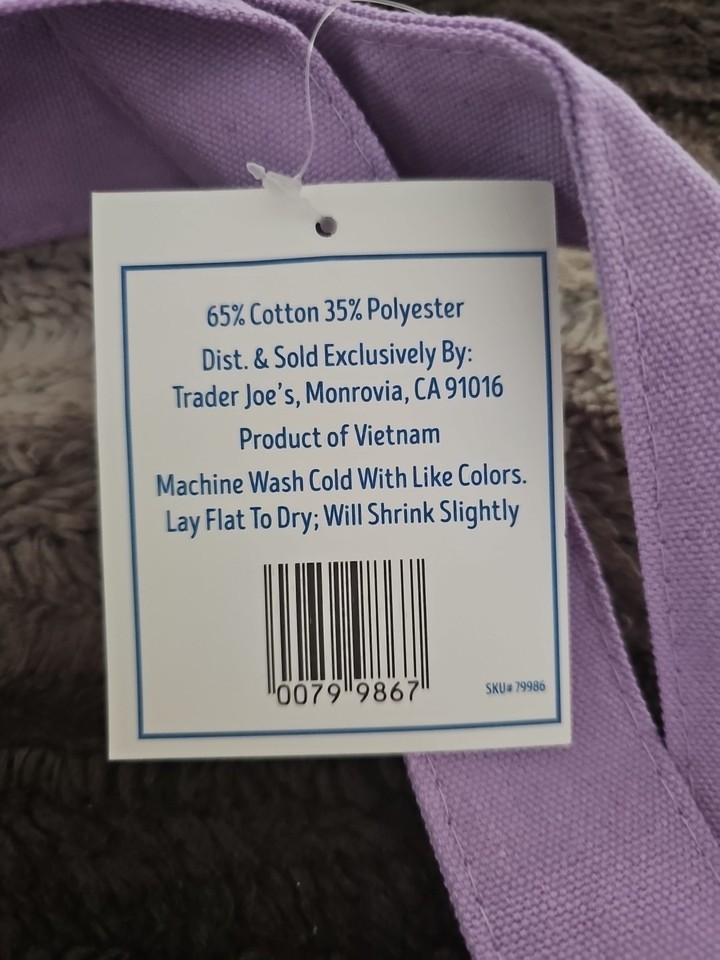 65% Cotton 35% Polyester
Dist. & Sold Exclusively By:
Trader Joe's, Monrovia, CA 91016
Product of Vietnam
Machine Wash Cold With Like Colors.
Lay Flat To Dry; Will Shrink Slightly
0079 9867
SKU# 79986